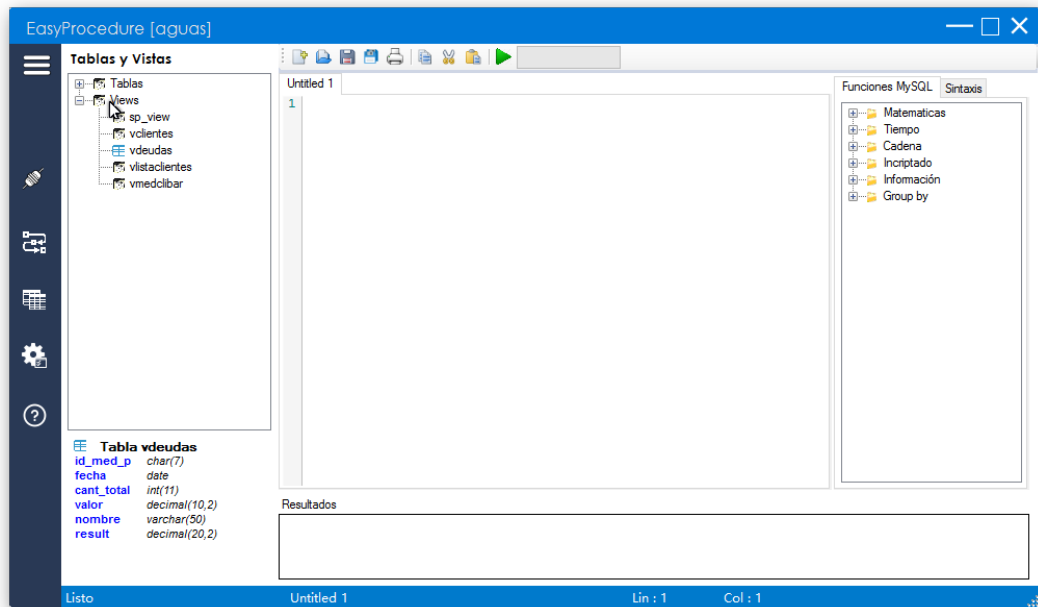 EasyProcedure [aguas]
Tablas y Vistas
Tablas
Views
sp_view
vclientes
vdeudas
vlistaclientes
vmedclibar
Tabla vdeudas
id_med_p char(7)
fecha date
cant_total int(11)
valor decimal(10,2)
nombre varchar(50)
result decimal(20,2)
Untitled 1
1
Resultados
Funciones MySQL Sintaxis
Matematicas
Tiempo
Cadena
Incriptado
Información
Group by
Listo Untitled 1 Lin : 1 Col : 1